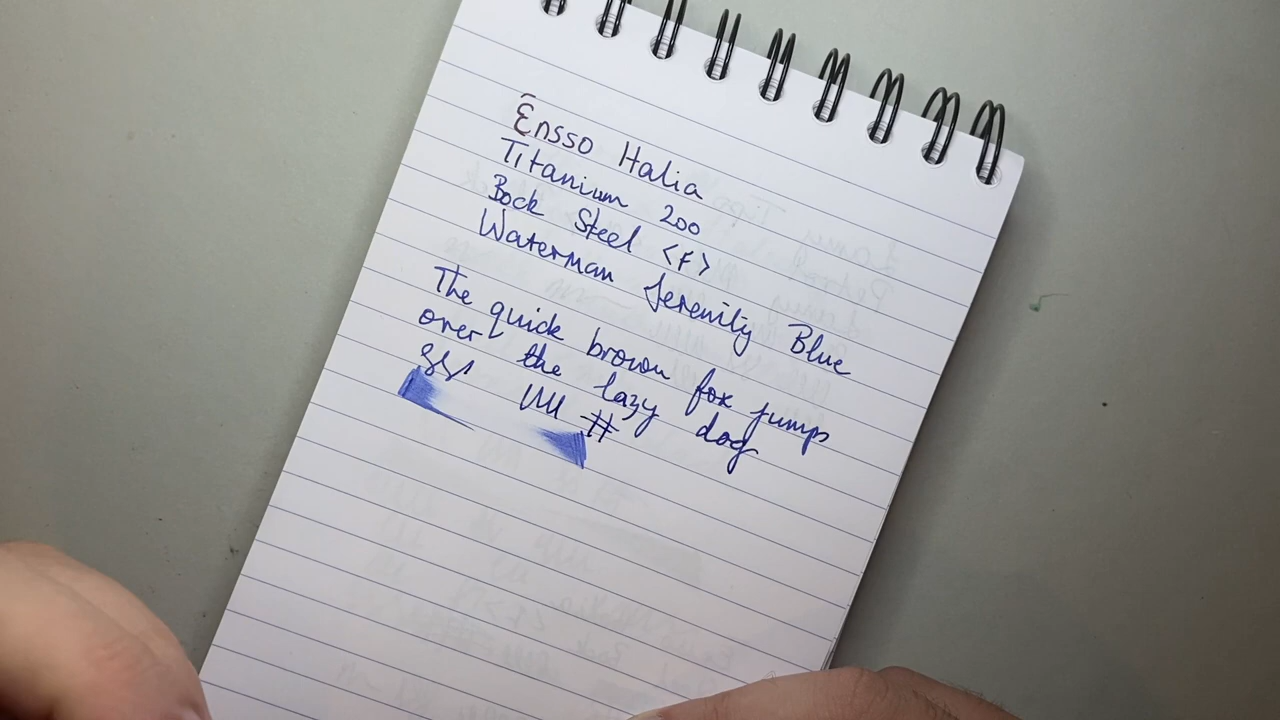 Ensso Italia
Titanium 200
Bock Steel <F>
Waterman Serenity Blue
The quick brown fox jumps
over the lazy dog